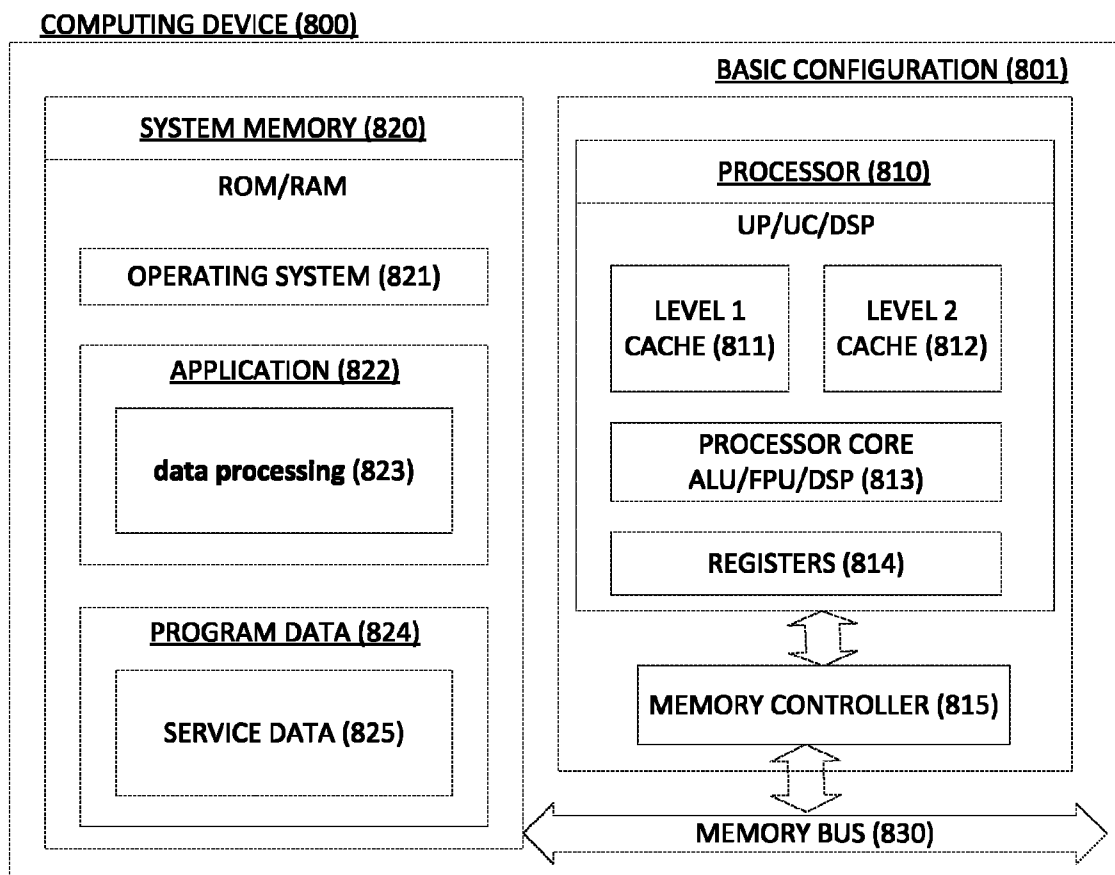 COMPUTING DEVICE (800)
SYSTEM MEMORY (820)
ROM/RAM
OPERATING SYSTEM (821)
APPLICATION (822)
data processing (823)
PROGRAM DATA (824)
SERVICE DATA (825)
BASIC CONFIGURATION (801)
PROCESSOR (810)
UP/UC/DSP
LEVEL 1
CACHE (811)
LEVEL 2
CACHE (812)
PROCESSOR CORE
ALU/FPU/DSP (813)
REGISTERS (814)
MEMORY CONTROLLER (815)
MEMORY BUS (830)